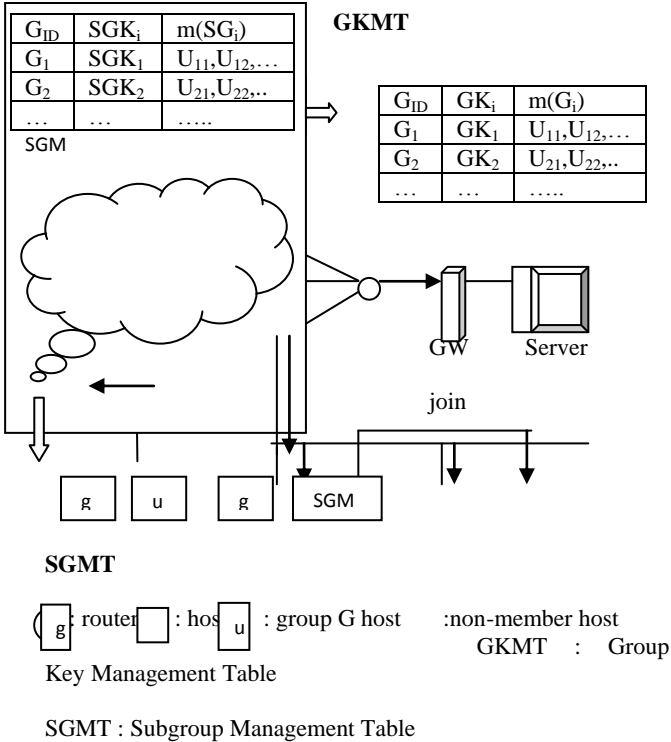 GKMT
G_ID SGK_i m(SG_i)
G_1 SGK_1 U_11,U_12,…
G_2 SGK_2 U_21,U_22,..
… … …..
SGM
G_ID GK_i m(G_i)
G_1 GK_1 U_11,U_12,…
G_2 GK_2 U_21,U_22,..
… … …..
GW Server
join
g u g SGM
SGMT
g : router : hos u : group G host :non-member host
GKMT : Group
Key Management Table
SGMT : Subgroup Management Table